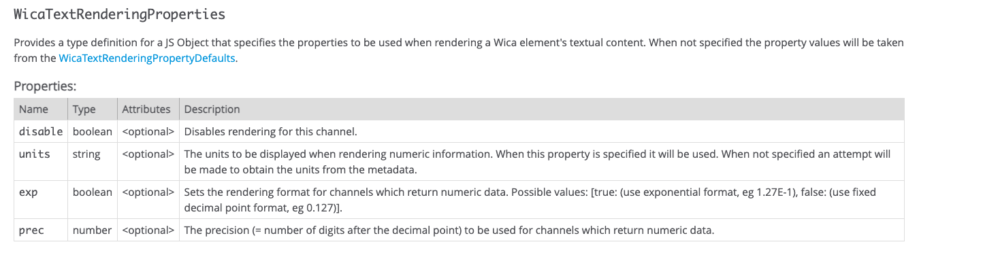 WicaTextRenderingProperties
Provides a type definition for a JS Object that specifies the properties to be used when rendering a Wica element's textual content. When not specified the property values will be taken
from the WicaTextRenderingPropertyDefaults.
Properties:
Name Type Attributes Description
disable boolean <optional> Disables rendering for this channel.
units string <optional> The units to be displayed when rendering numeric information. When this property is specified it will be used. When not specified an attempt will
be made to obtain the units from the metadata.
exp boolean <optional> Sets the rendering format for channels which return numeric data. Possible values: [true: (use exponential format, eg 1.27E-1), false: (use fixed
decimal point format, eg 0.127)].
prec number <optional> The precision (= number of digits after the decimal point) to be used for channels which return numeric data.